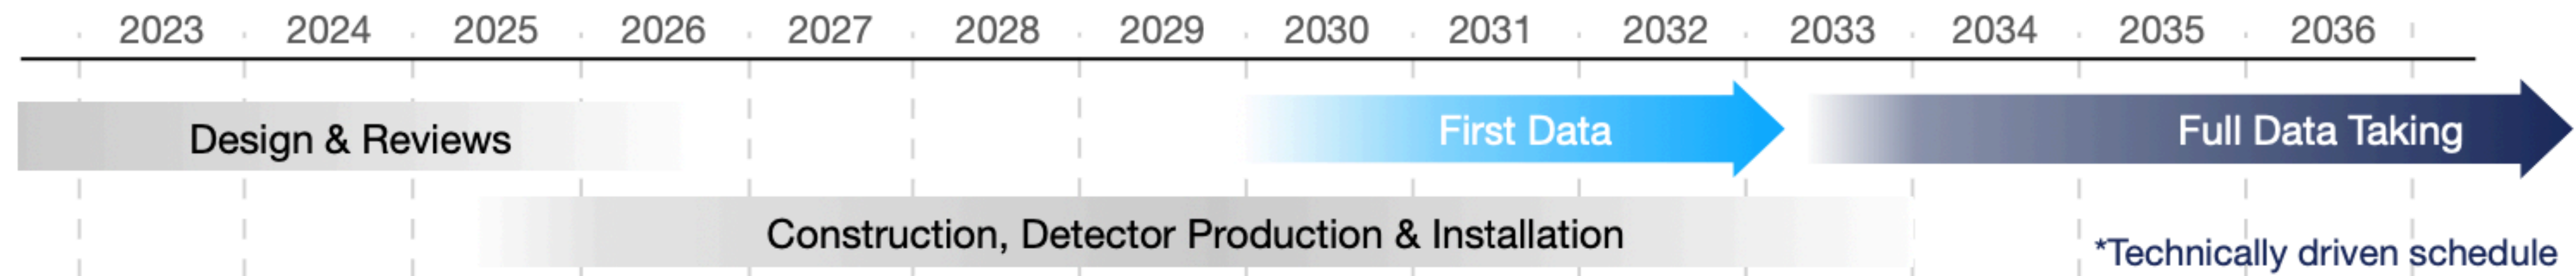 2023 2024 2025 2026 2027 2028 2029 2030 2031 2032 2033 2034 2035 2036
Design & Reviews
First Data
Full Data Taking
Construction, Detector Production & Installation
*Technically driven schedule